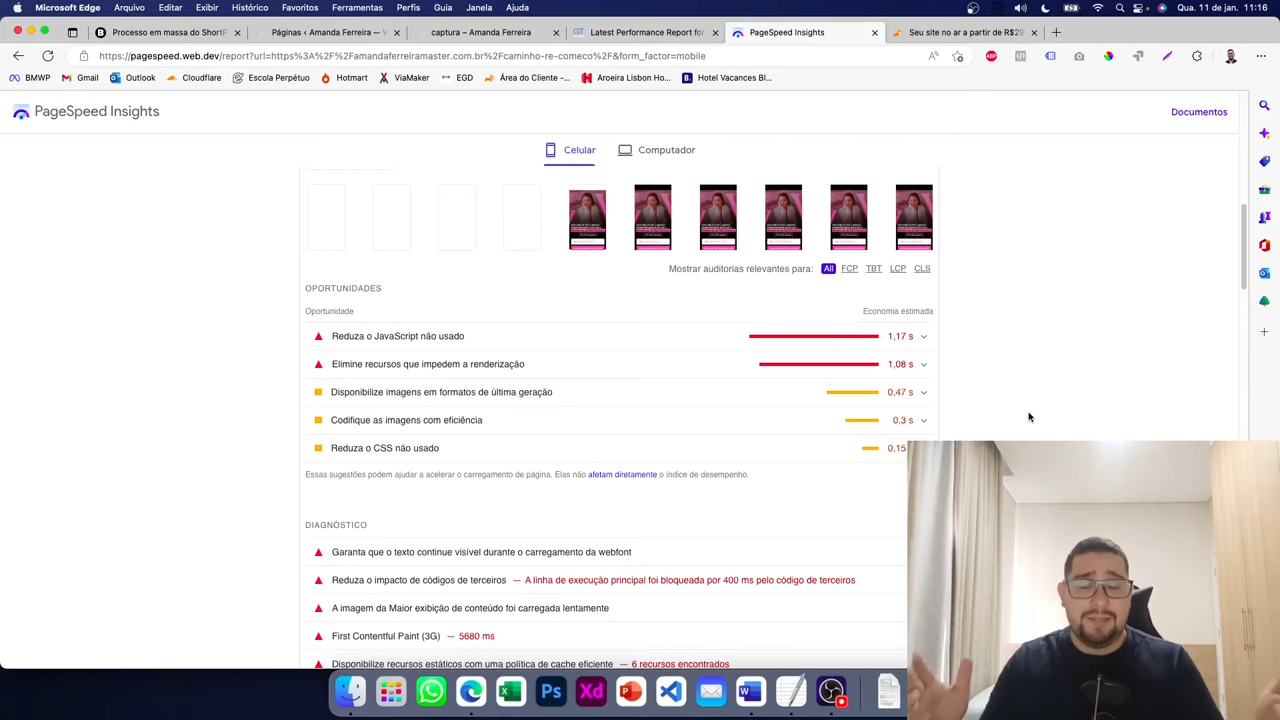 Editar Exibir Histórico Favoritos Ferramentas Perfis Guia Janela Ajuda
Qua. 11 de jan. 11:16
Processo em massa do ShortP
Páginas ‹ Amanda Ferreira —
captura – Amanda Ferreira
Latest Performance Report for
PageSpeed Insights
Seu site no ar a partir de R$29
https://pagespeed.web.dev/report?url=https%3A%2F%2Famandaferreiramaster.com.br%2Fcaminho-re-comeco%2F&form_factor=mobile
BMWP Gmail Outlook Cloudflare Escola Perpétuo Hotmart ViaMaker EGD Área do Cliente -... Aroeira Lisbon Ho... Hotel Vacances Bl...
PageSpeed Insights
Documentos
Celular Computador
Mostrar auditorias relevantes para: All FCP TBT LCP CLS
OPORTUNIDADES
Oportunidade Economia estimada
Reduza o JavaScript não usado 1,17 s
Elimine recursos que impedem a renderização 1,08 s
Disponibilize imagens em formatos de última geração 0,47 s
Codifique as imagens com eficiência 0,3 s
Reduza o CSS não usado 0,15
Essas sugestões podem ajudar a acelerar o carregamento de página. Elas não afetam diretamente o índice de desempenho.
DIAGNÓSTICO
Garanta que o texto continue visível durante o carregamento da webfont
Reduza o impacto de códigos de terceiros — A linha de execução principal foi bloqueada por 400 ms pelo código de terceiros
A imagem da Maior exibição de conteúdo foi carregada lentamente
First Contentful Paint (3G) — 5680 ms
Disponibilize recursos estáticos com uma política de cache eficiente — 6 recursos encontrados
Ps Xd